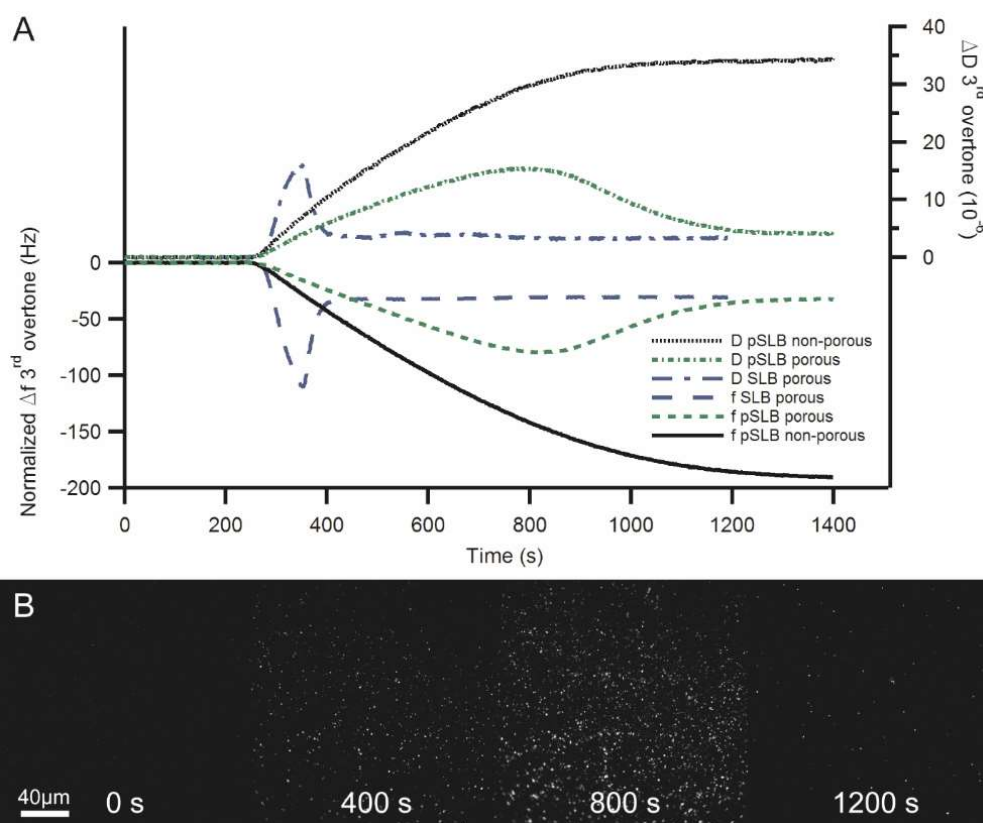 A
Normalized Δf 3rd overtone (Hz)
0
-50
-100
-150
-200
40
30
20
15
10
0
ΔD 3rd overtone (10-6)
D pSLB non-porous
D pSLB porous
D SLB porous
f SLB porous
f pSLB porous
f pSLB non-porous
0 200 400 600 800 1000 1200 1400
Time (s)
B
40μm 0 s 400 s 800 s 1200 s